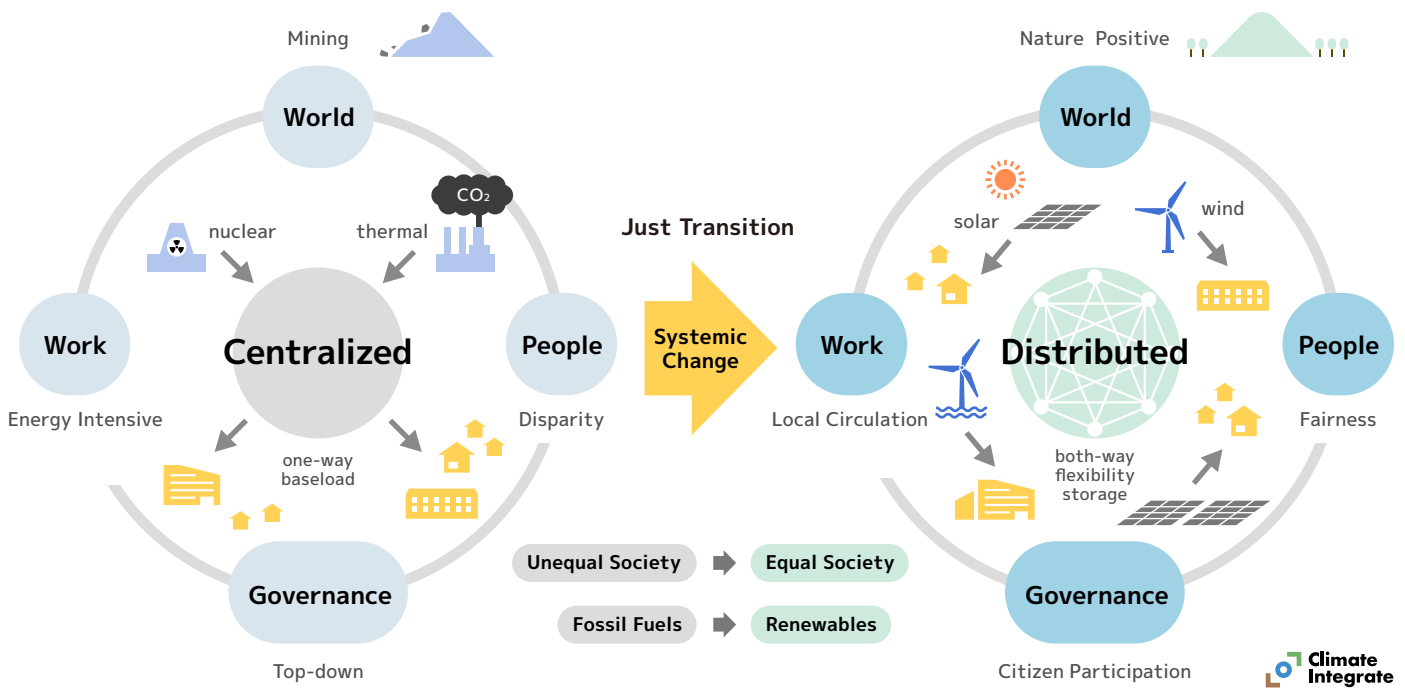 Mining
World
nuclear
thermal
CO₂
Work
Centralized
People
Energy Intensive
Disparity
one-way
baseload
Governance
Top-down
Just Transition
Systemic
Change
Unequal Society
Equal Society
Fossil Fuels
Renewables
Nature Positive
World
solar
wind
Work
Distributed
People
Local Circulation
Fairness
both-way
flexibility
storage
Governance
Citizen Participation
Climate
Integrate